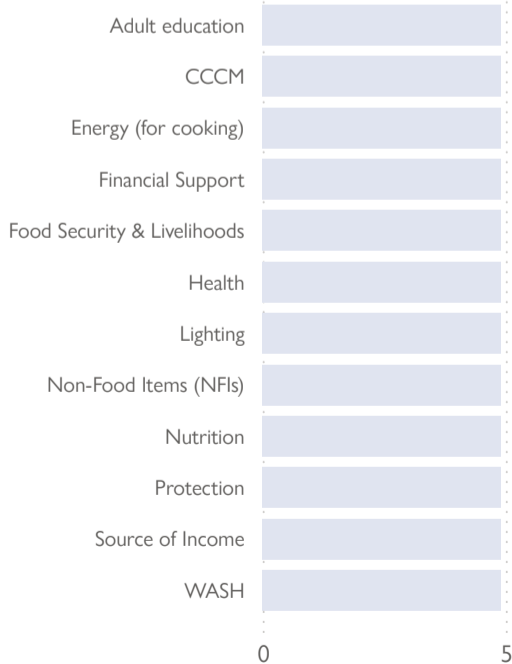 Adult education
CCCM
Energy (for cooking)
Financial Support
Food Security & Livelihoods
Health
Lighting
Non-Food Items (NFIs)
Nutrition
Protection
Source of Income
WASH
0 5